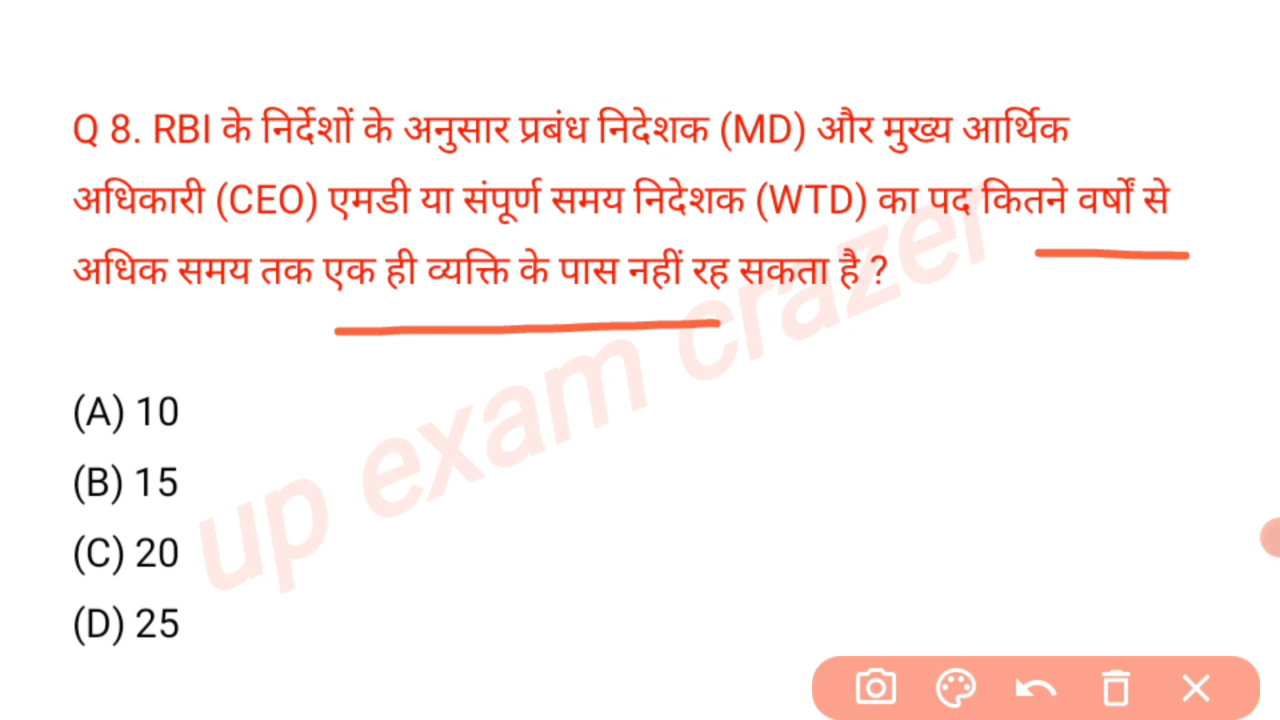 Q 8. RBI के निर्देशों के अनुसार प्रबंध निदेशक (MD) और मुख्य आर्थिक
अधिकारी (CEO) एमडी या संपूर्ण समय निदेशक (WTD) का पद कितने वर्षों से
अधिक समय तक एक ही व्यक्ति के पास नहीं रह सकता है ?
up exam crazer
(A) 10
(B) 15
(C) 20
(D) 25